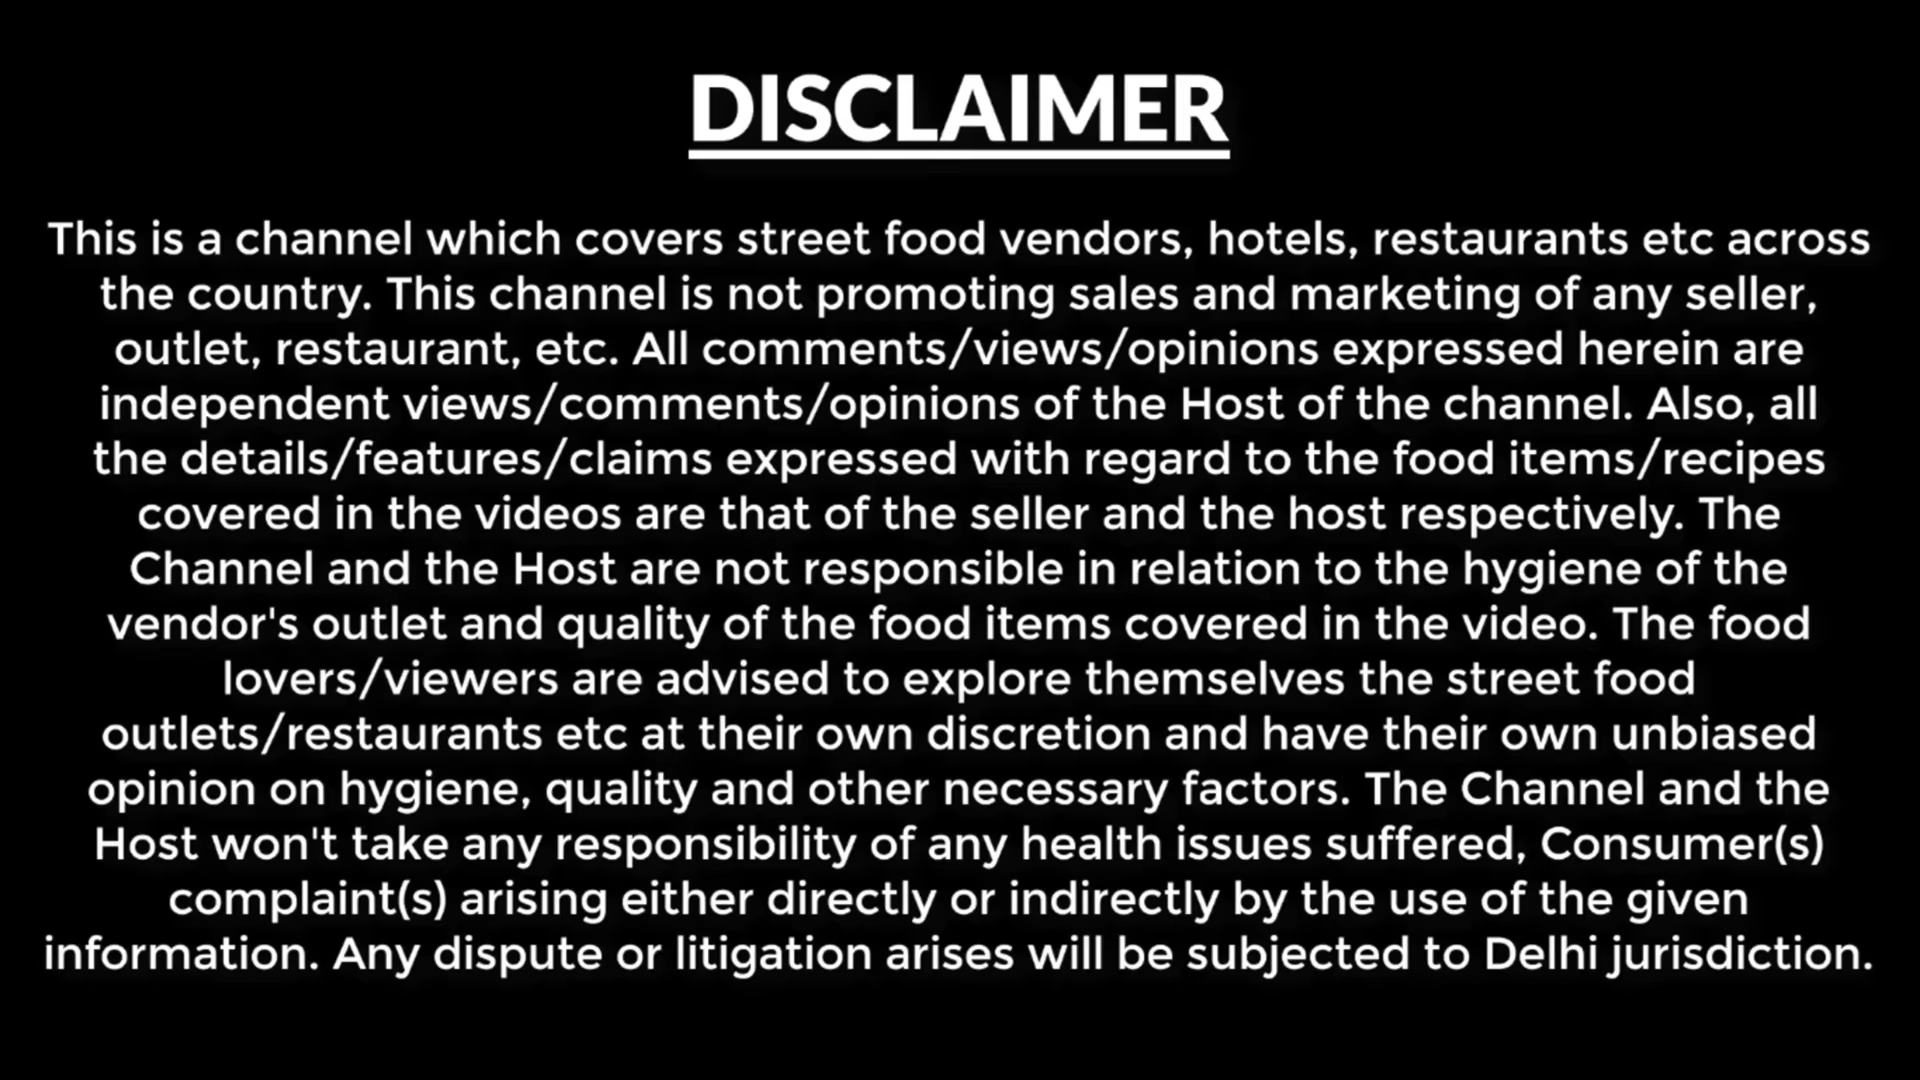 DISCLAIMER
This is a channel which covers street food vendors, hotels, restaurants etc across
the country. This channel is not promoting sales and marketing of any seller,
outlet, restaurant, etc. All comments/views/opinions expressed herein are
independent views/comments/opinions of the Host of the channel. Also, all
the details/features/claims expressed with regard to the food items/recipes
covered in the videos are that of the seller and the host respectively. The
Channel and the Host are not responsible in relation to the hygiene of the
vendor's outlet and quality of the food items covered in the video. The food
lovers/viewers are advised to explore themselves the street food
outlets/restaurants etc at their own discretion and have their own unbiased
opinion on hygiene, quality and other necessary factors. The Channel and the
Host won't take any responsibility of any health issues suffered, Consumer(s)
complaint(s) arising either directly or indirectly by the use of the given
information. Any dispute or litigation arises will be subjected to Delhi jurisdiction.